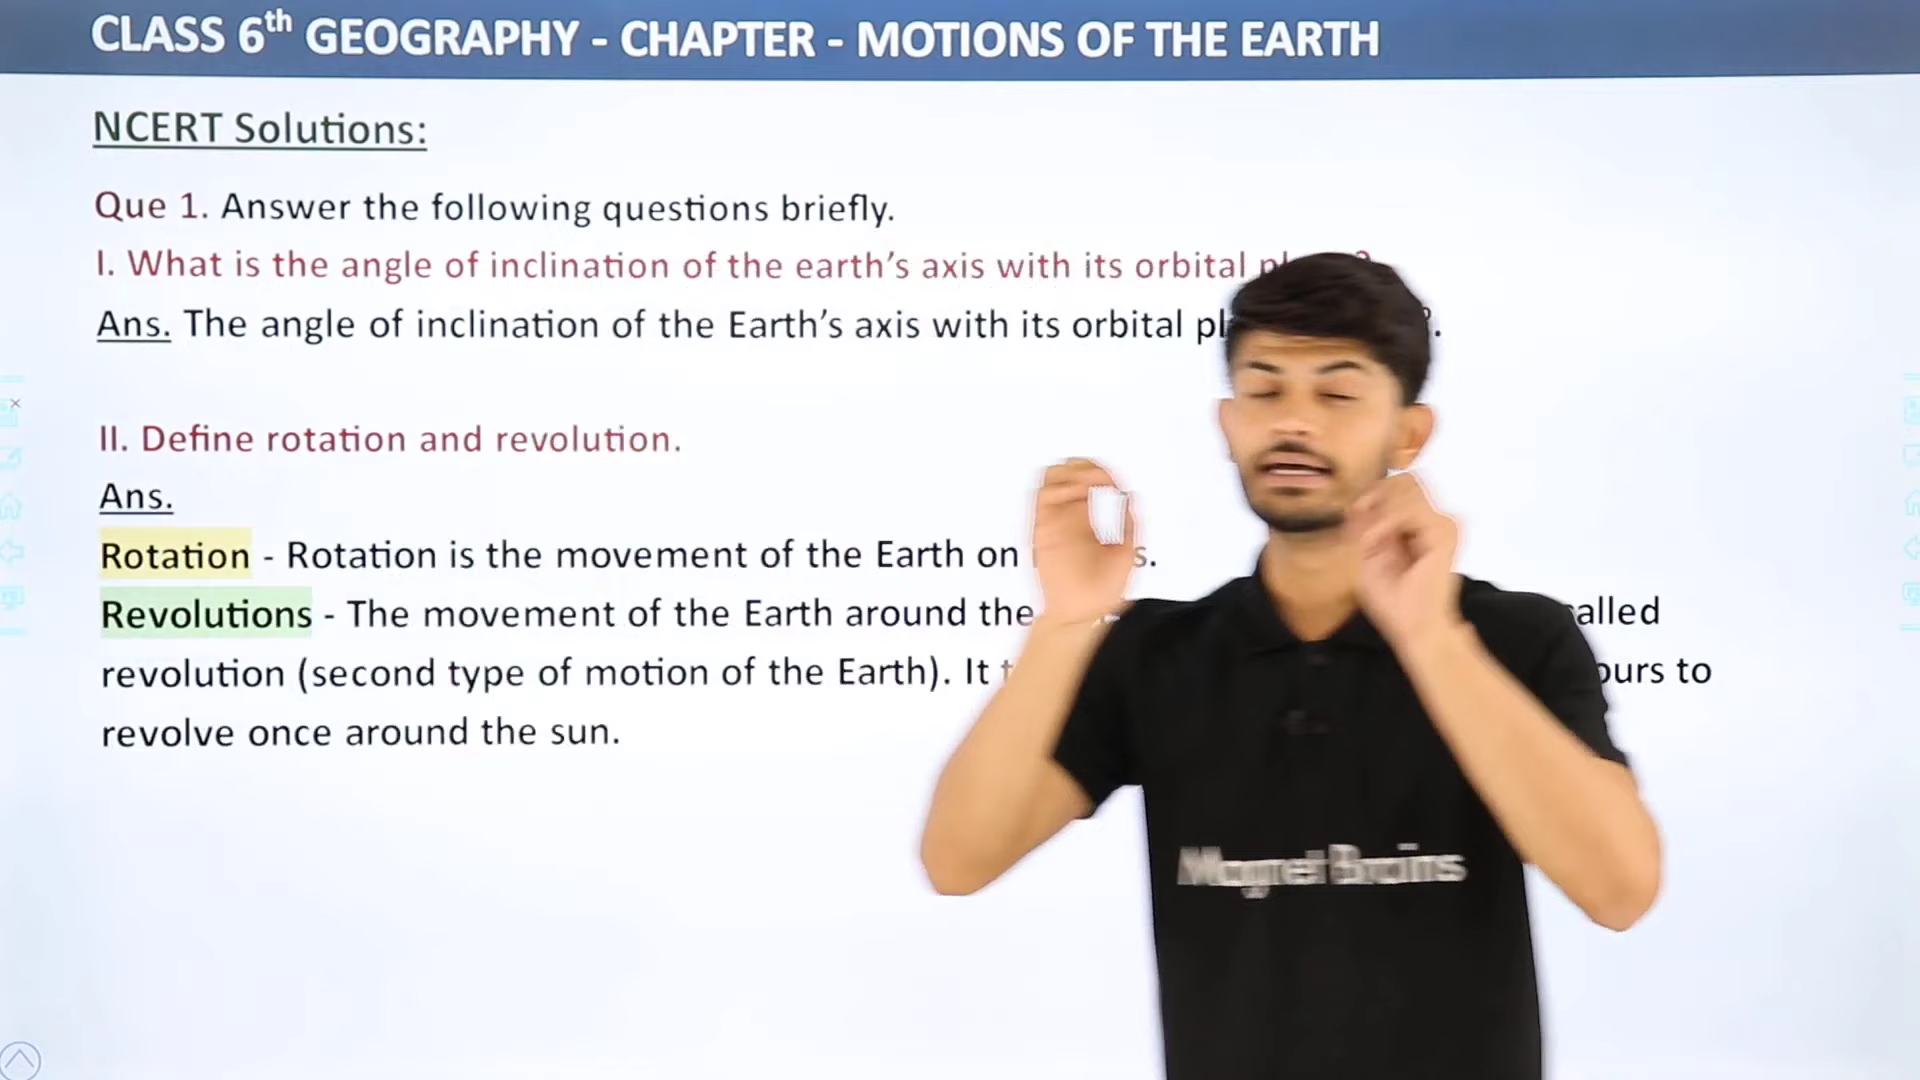 CLASS 6th GEOGRAPHY - CHAPTER - MOTIONS OF THE EARTH
NCERT Solutions:
Que 1. Answer the following questions briefly.
I. What is the angle of inclination of the earth’s axis with its orbital
Ans. The angle of inclination of the Earth’s axis with its orbital
II. Define rotation and revolution.
Ans.
Rotation - Rotation is the movement of the Earth on
Revolutions - The movement of the Earth around the called
revolution (second type of motion of the Earth). It to
revolve once around the sun.
Magnet Brains